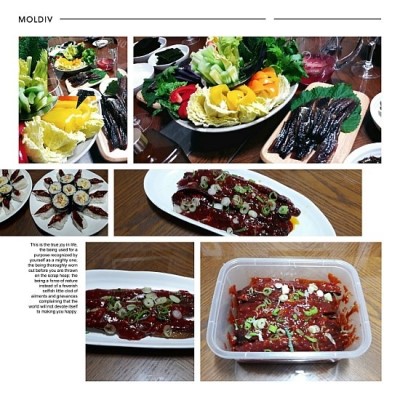 MOLDIV
This is the true joy in life,
the being used for a
purpose recognized by
yourself as a mighty one;
the being thoroughly worn
out before you are thrown
on the scrap heap; the
being a force of nature
instead of a feverish
selfish little clod of
ailments and grievances
complaining that the
world will not devote itself
to making you happy.